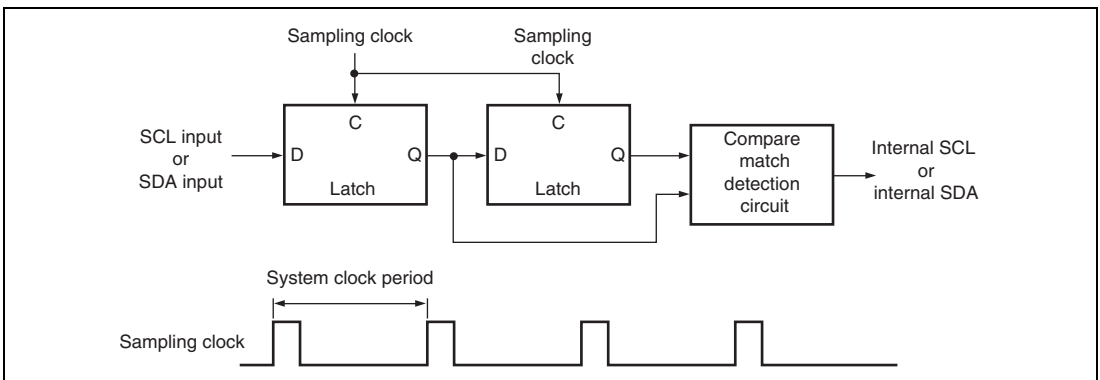 Sampling clock
Sampling
clock
SCL input
or
SDA input
C
D
Q
Latch
C
D
Q
Latch
Compare
match
detection
circuit
Internal SCL
or
internal SDA
System clock period
Sampling clock